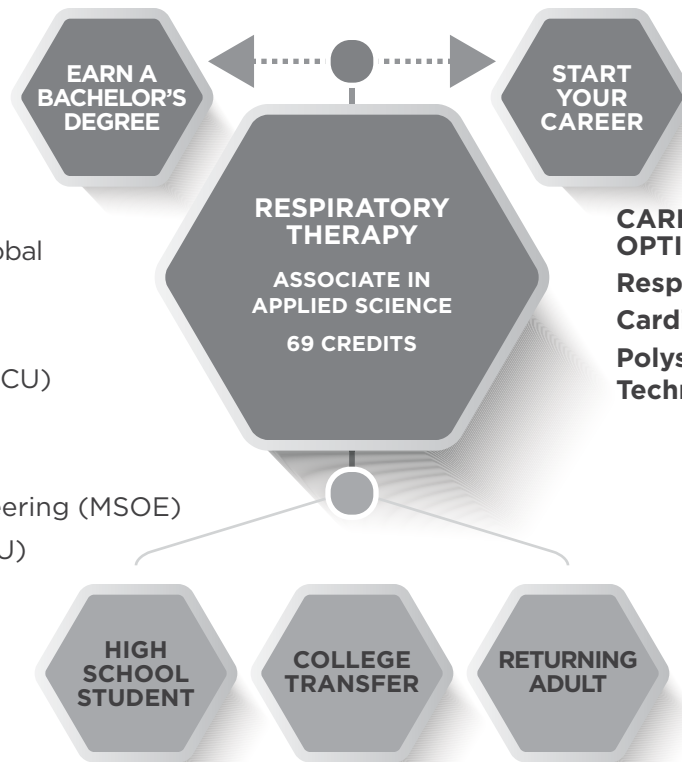 EARN A
BACHELOR'S
DEGREE
START
YOUR
CAREER
RESPIRATORY
THERAPY
ASSOCIATE IN
APPLIED SCIENCE
69 CREDITS
HIGH
SCHOOL
STUDENT
COLLEGE
TRANSFER
RETURNING
ADULT
(MSOE)